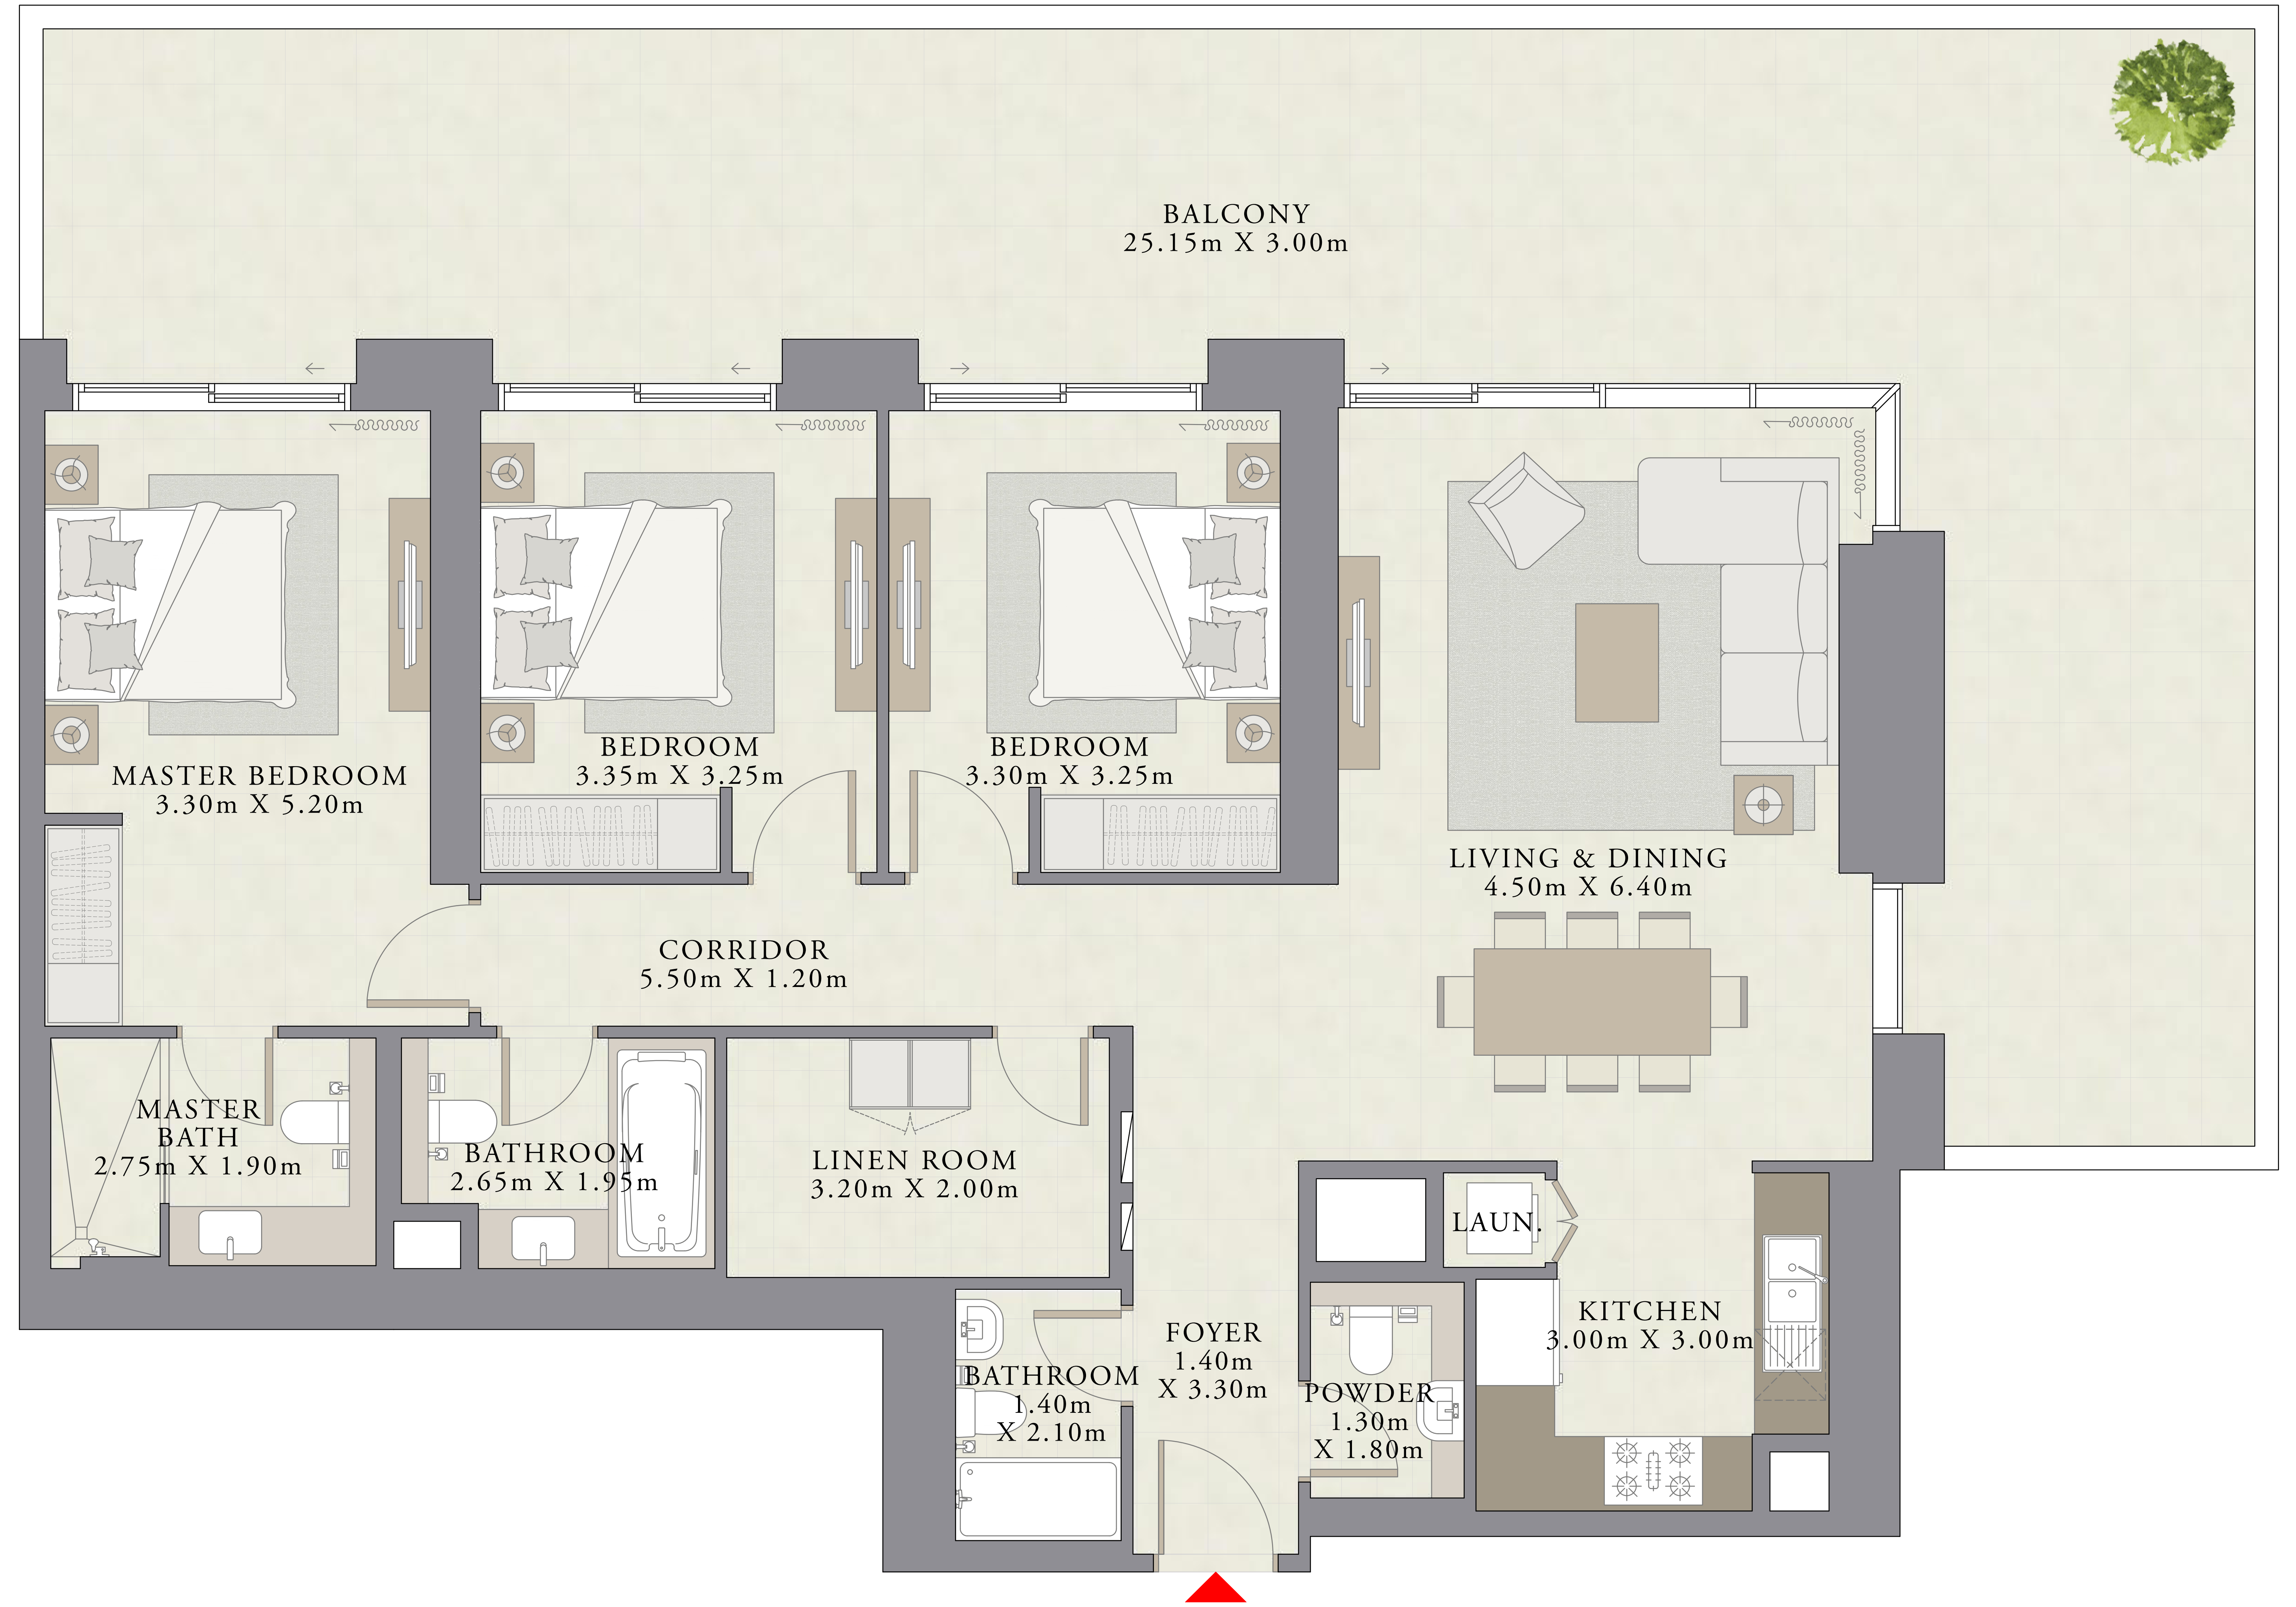 BALCONY
25.15m X 3.00m
MASTER BEDROOM
3.30m X 5.20m
BEDROOM
3.35m X 3.25m
BEDROOM
3.30m X 3.25m
LIVING & DINING
4.50m X 6.40m
CORRIDOR
5.50m X 1.20m
MASTER
BATH
2.75m X 1.90m
BATHROOM
2.65m X 1.95m
LINEN ROOM
3.20m X 2.00m
LAUN.
KITCHEN
3.00m X 3.00m
FOYER
1.40m
X 3.30m
BATHROOM
1.40m
X 2.10m
POWDER
1.30m
X 1.80m